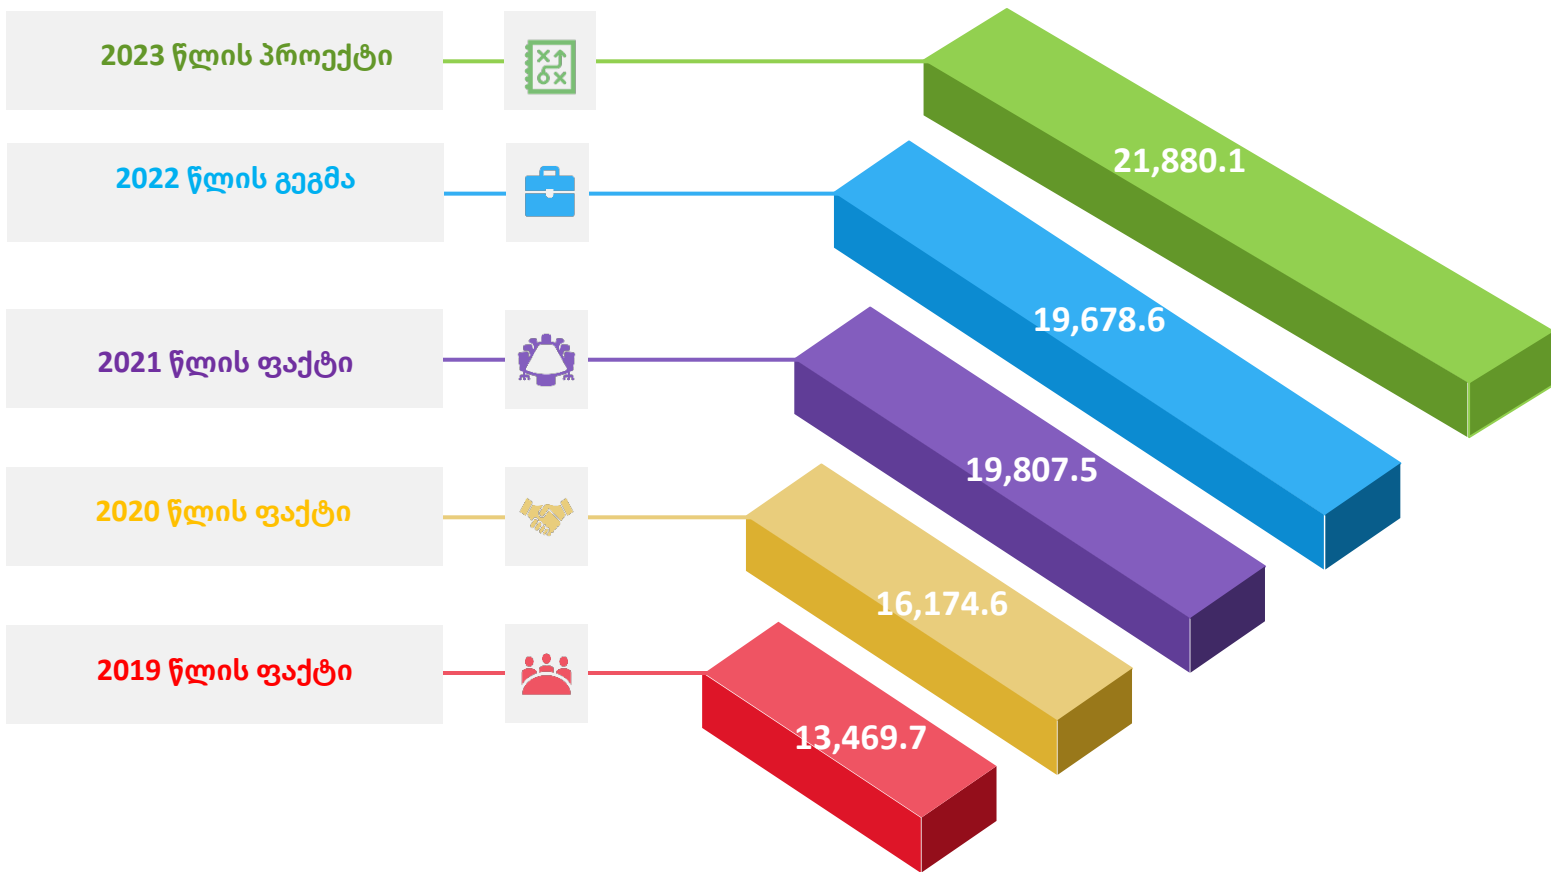 2023 წლის პროექტი
21,880.1
2022 წლის გეგმა
19,678.6
2021 წლის ფაქტი
19,807.5
2020 წლის ფაქტი
16,174.6
2019 წლის ფაქტი
13,469.7